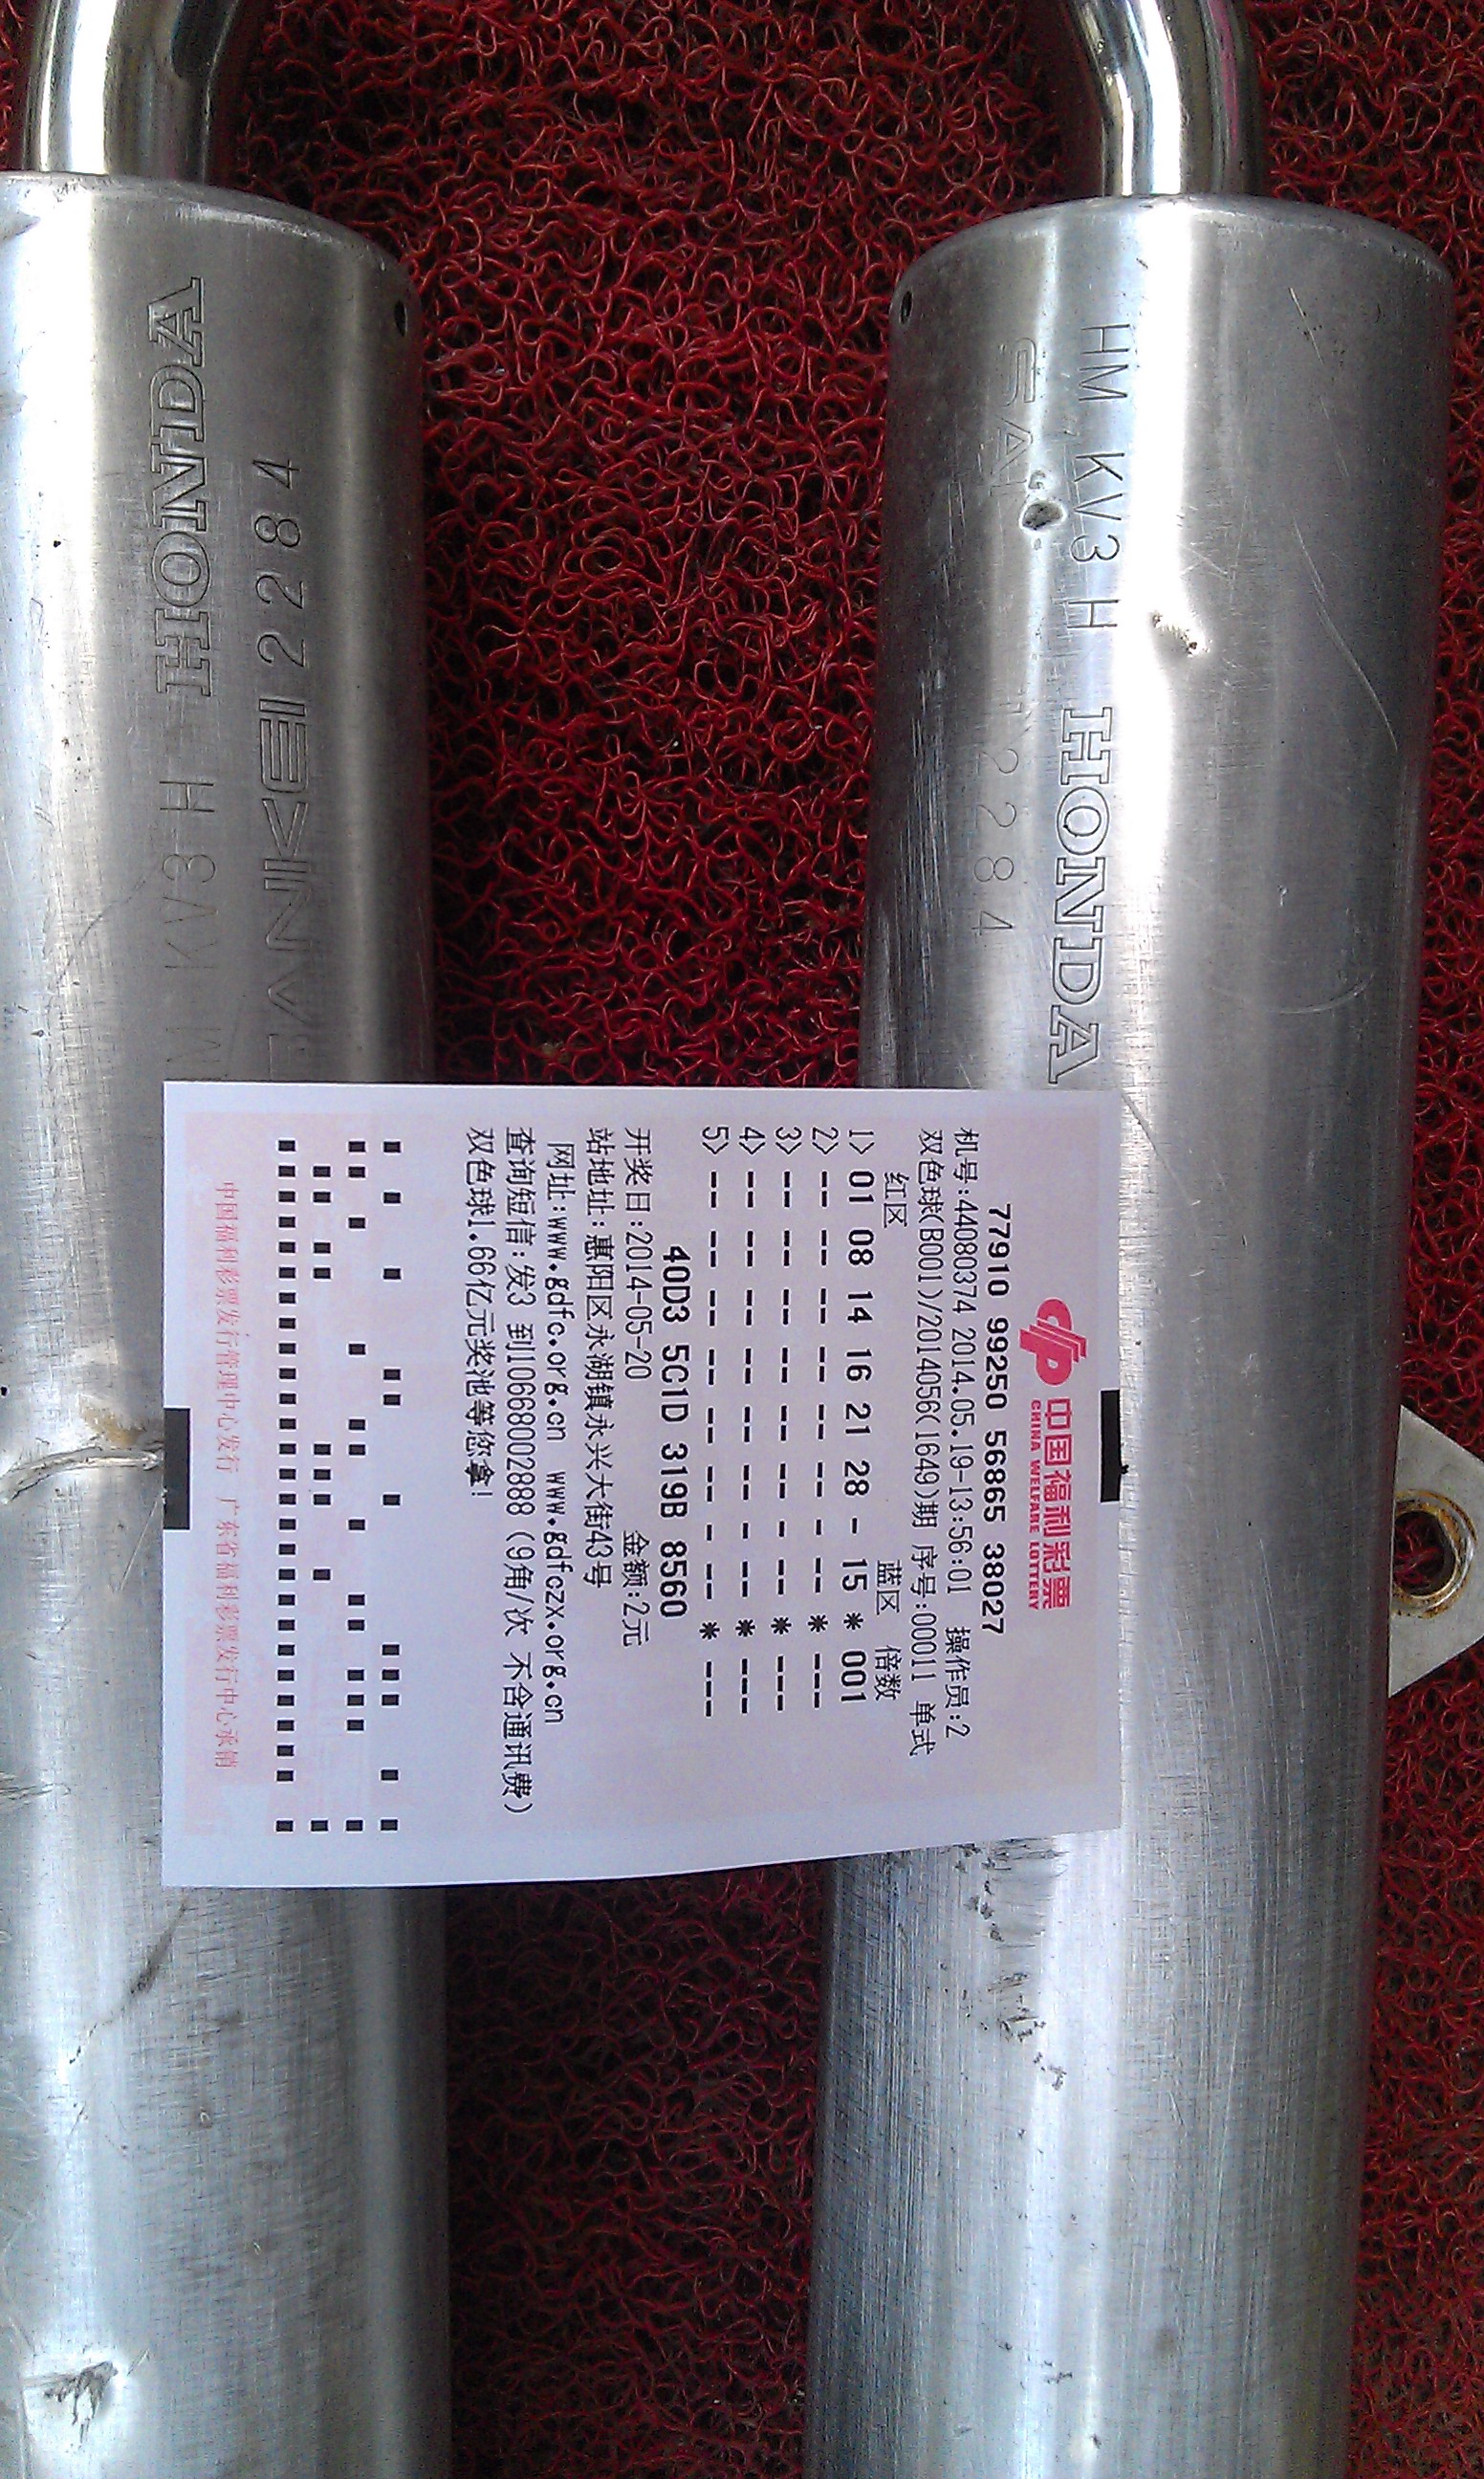 HONDA
HM KV3 H
SANKEI 2284
HM KV3 H HONDA
2284
中国福利彩票
CHINA WELFARE LOTTERY
77910 99250 56865 38027
机号:44080374 2014.05.19-13:56:01 操作员:2
双色球(B001)/2014056(1649)期 序号:00011 单式
红区 蓝区 倍数
1> 01 08 14 16 21 28 - 15 * 001
2> -- -- -- -- -- -- - -- * ---
3> -- -- -- -- -- -- - -- * ---
4> -- -- -- -- -- -- - -- * ---
5> -- -- -- -- -- -- - -- * ---
40D3 5C1D 319B 8560
开奖日:2014-05-20 金额:2元
站地址:惠阳区永湖镇永兴大街43号
网址:www.gdfc.org.cn www.gdfczx.org.cn
查询短信:发3 到10668002888 (9角/次 不含通讯费)
双色球1.66亿元奖池等您拿!
中国福利彩票发行管理中心发行 广东省福利彩票发行中心承销